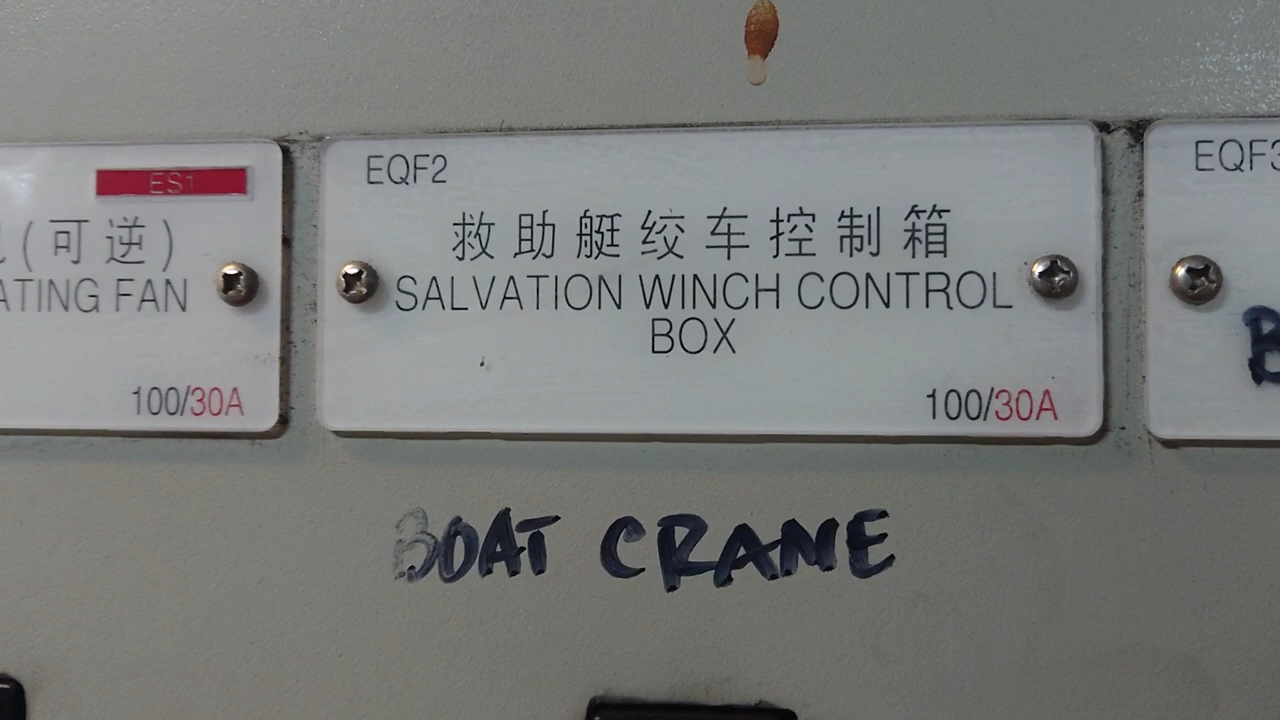 ES1
(可逆)
FAN
100/30A
EQF2
救助艇绞车控制箱
SALVATION WINCH CONTROL
BOX
100/30A
EQF3
BOAT CRANE